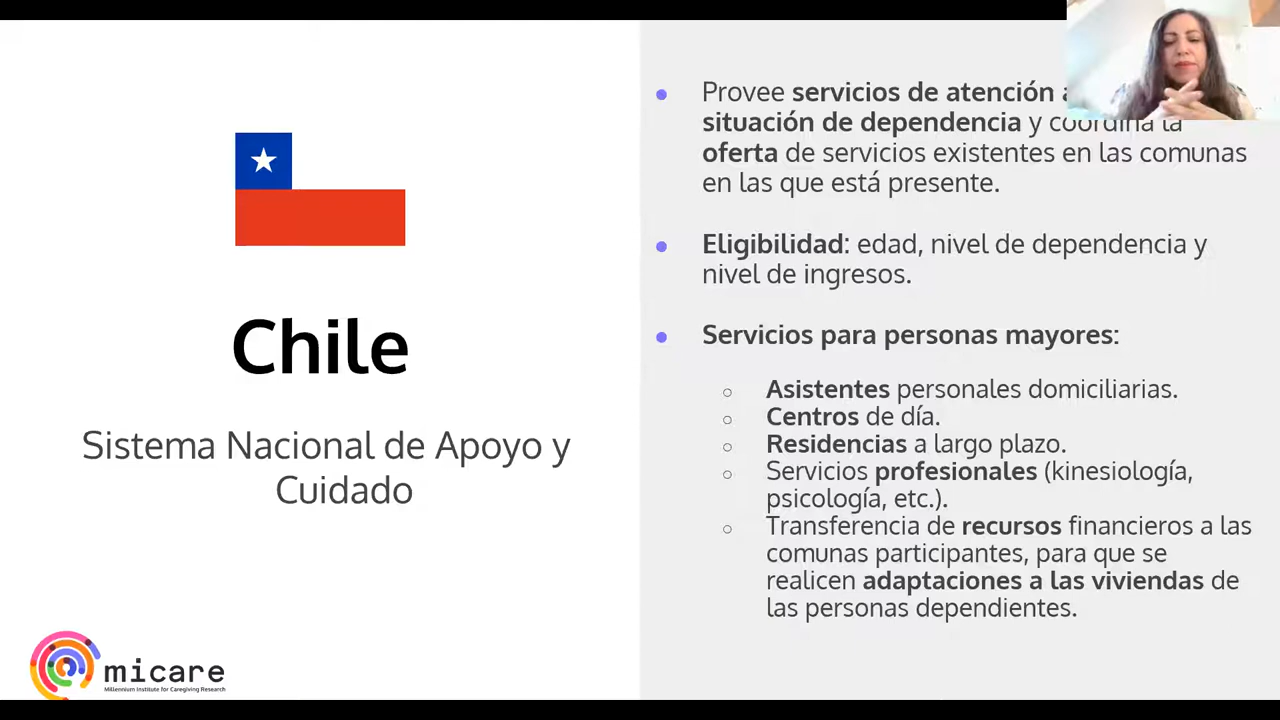 Chile
Sistema Nacional de Apoyo y
Cuidado
micare
Millennium Institute for Caregiving Research
Provee servicios de atención
situación de dependencia y coordina la
oferta de servicios existentes en las comunas
en las que está presente.
Eligibilidad: edad, nivel de dependencia y
nivel de ingresos.
Servicios para personas mayores:
Asistentes personales domiciliarias.
Centros de día.
Residencias a largo plazo.
Servicios profesionales (kinesiología,
psicología, etc.).
Transferencia de recursos financieros a las
comunas participantes, para que se
realicen adaptaciones a las viviendas de
las personas dependientes.